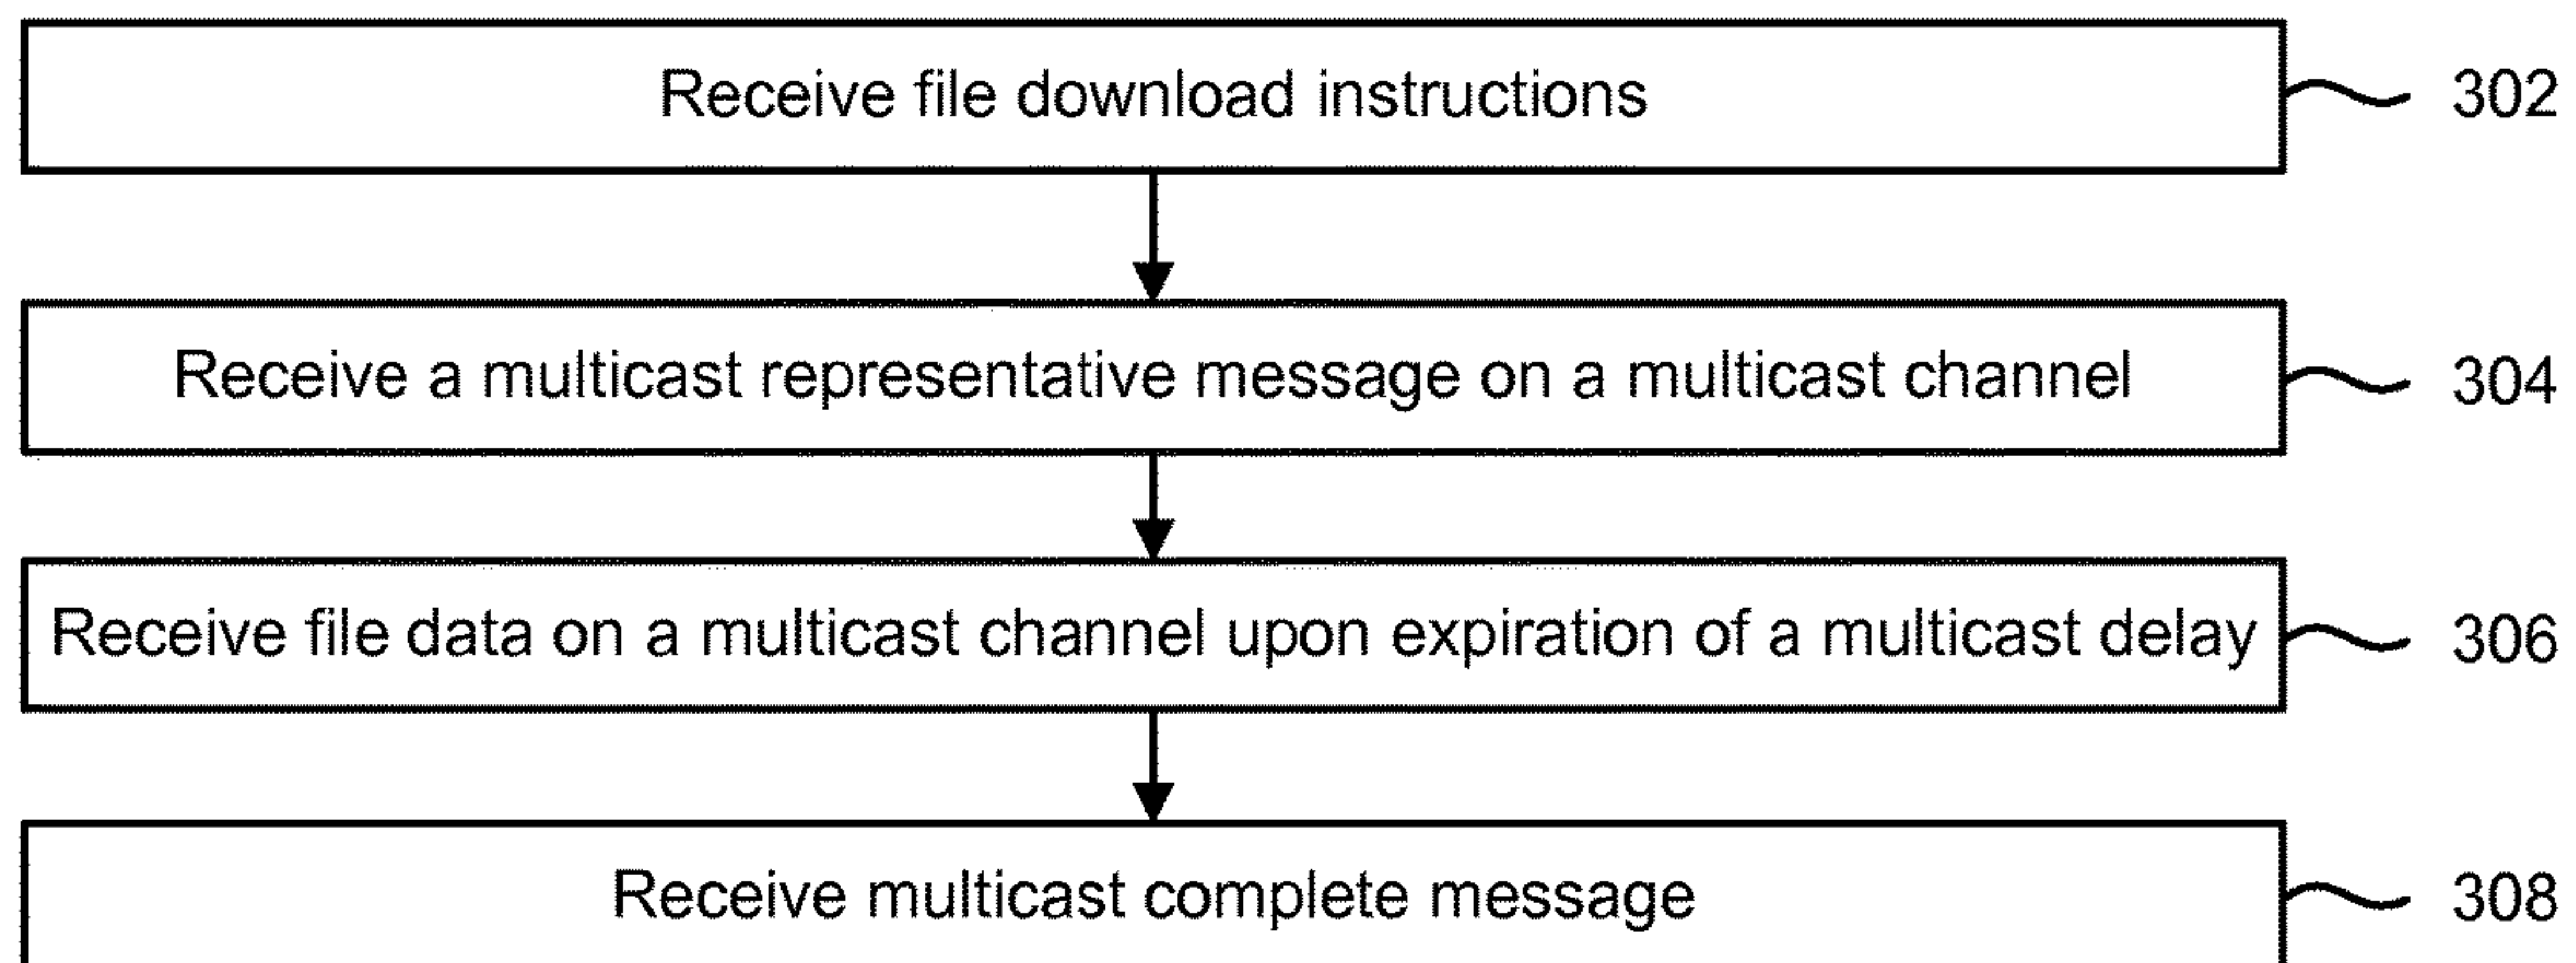 Receive file download instructions
302
Receive a multicast representative message on a multicast channel
304
Receive file data on a multicast channel upon expiration of a multicast delay
306
Receive multicast complete message
308